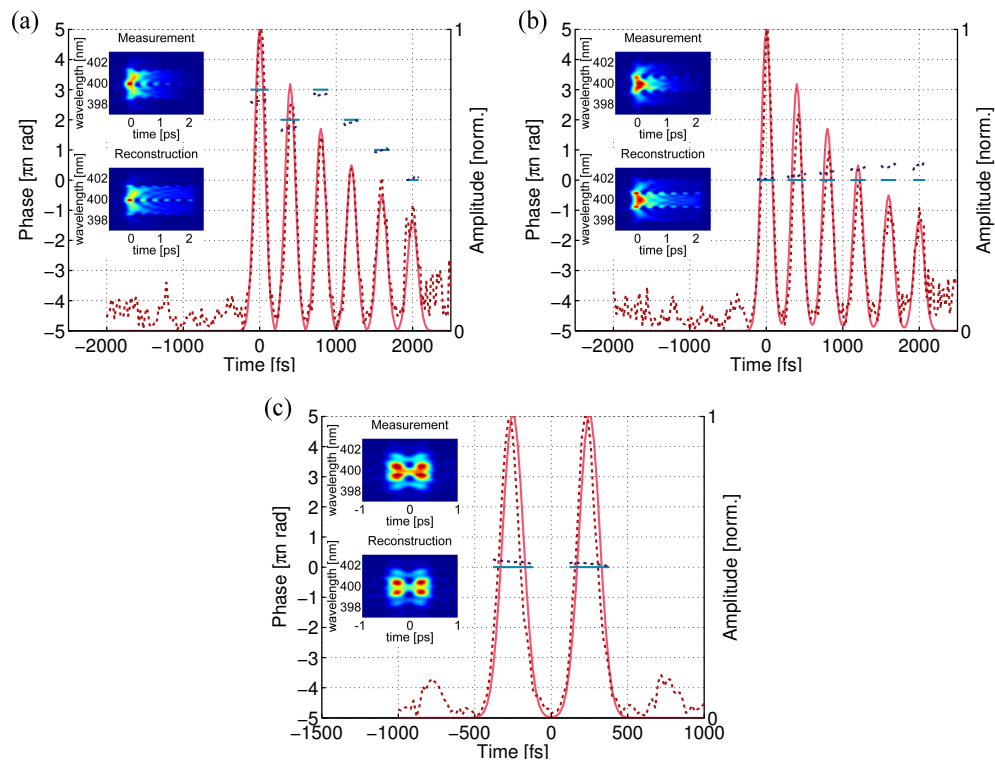 (a)
Measurement
wavelength [nm]
402
400
398
0 1 2
time [ps]
Reconstruction
wavelength [nm]
402
400
398
0 1 2
time [ps]
Phase [πn rad]
5
4
3
2
1
0
−1
−2
−3
−4
−5
−2000 −1000 0 1000 2000
Time [fs]
1
0
Amplitude [norm.]
(b)
Measurement
wavelength [nm]
402
400
398
0 1 2
time [ps]
Reconstruction
wavelength [nm]
402
400
398
0 1 2
time [ps]
Phase [πn rad]
5
4
3
2
1
0
−1
−2
−3
−4
−5
−2000 −1000 0 1000 2000
Time [fs]
1
0
Amplitude [norm.]
(c)
Measurement
wavelength [nm]
402
400
398
-1 0 1
time [ps]
Reconstruction
wavelength [nm]
402
400
398
-1 0 1
time [ps]
Phase [πn rad]
5
4
3
2
1
0
−1
−2
−3
−4
−5
−1500 −1000 −500 0 500 1000
Time [fs]
1
0
Amplitude [norm.]